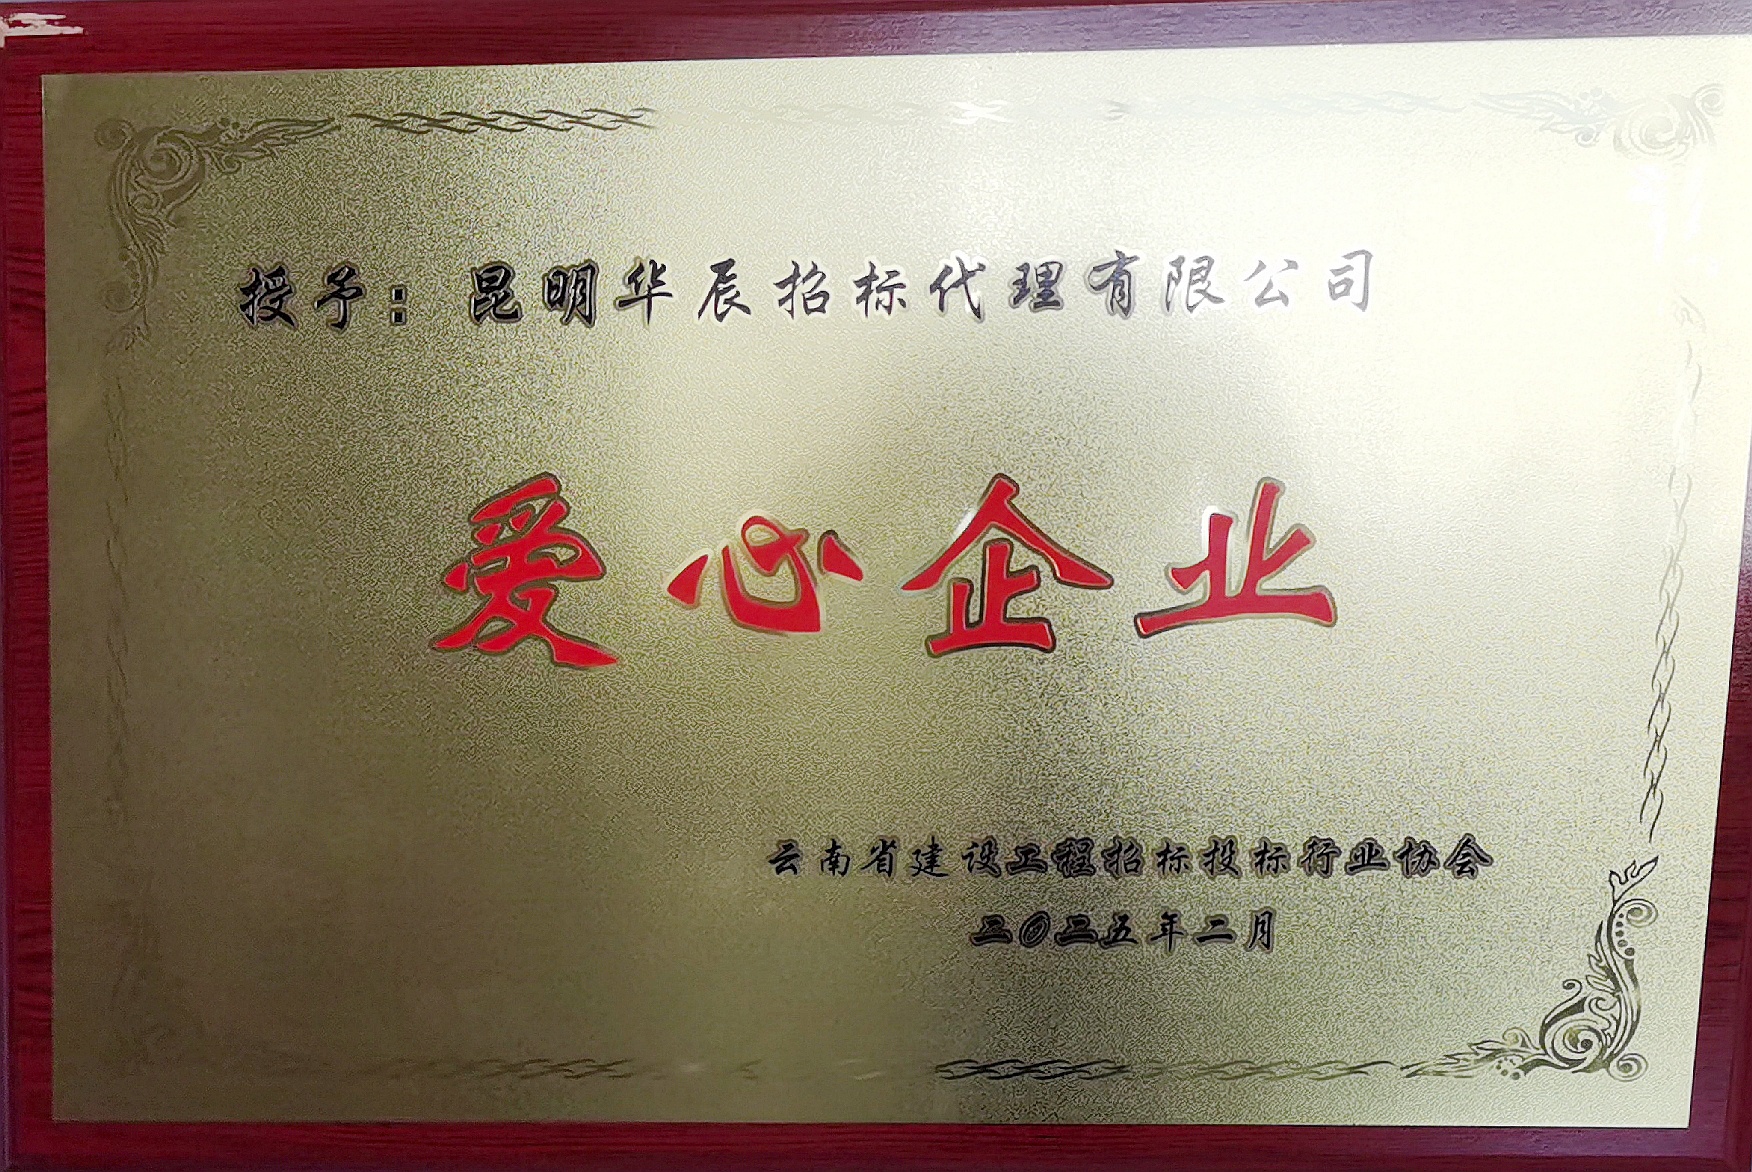 授予：昆明华辰招标代理有限公司
爱心企业
云南省建设工程招标投标行业协会
二〇二五年二月